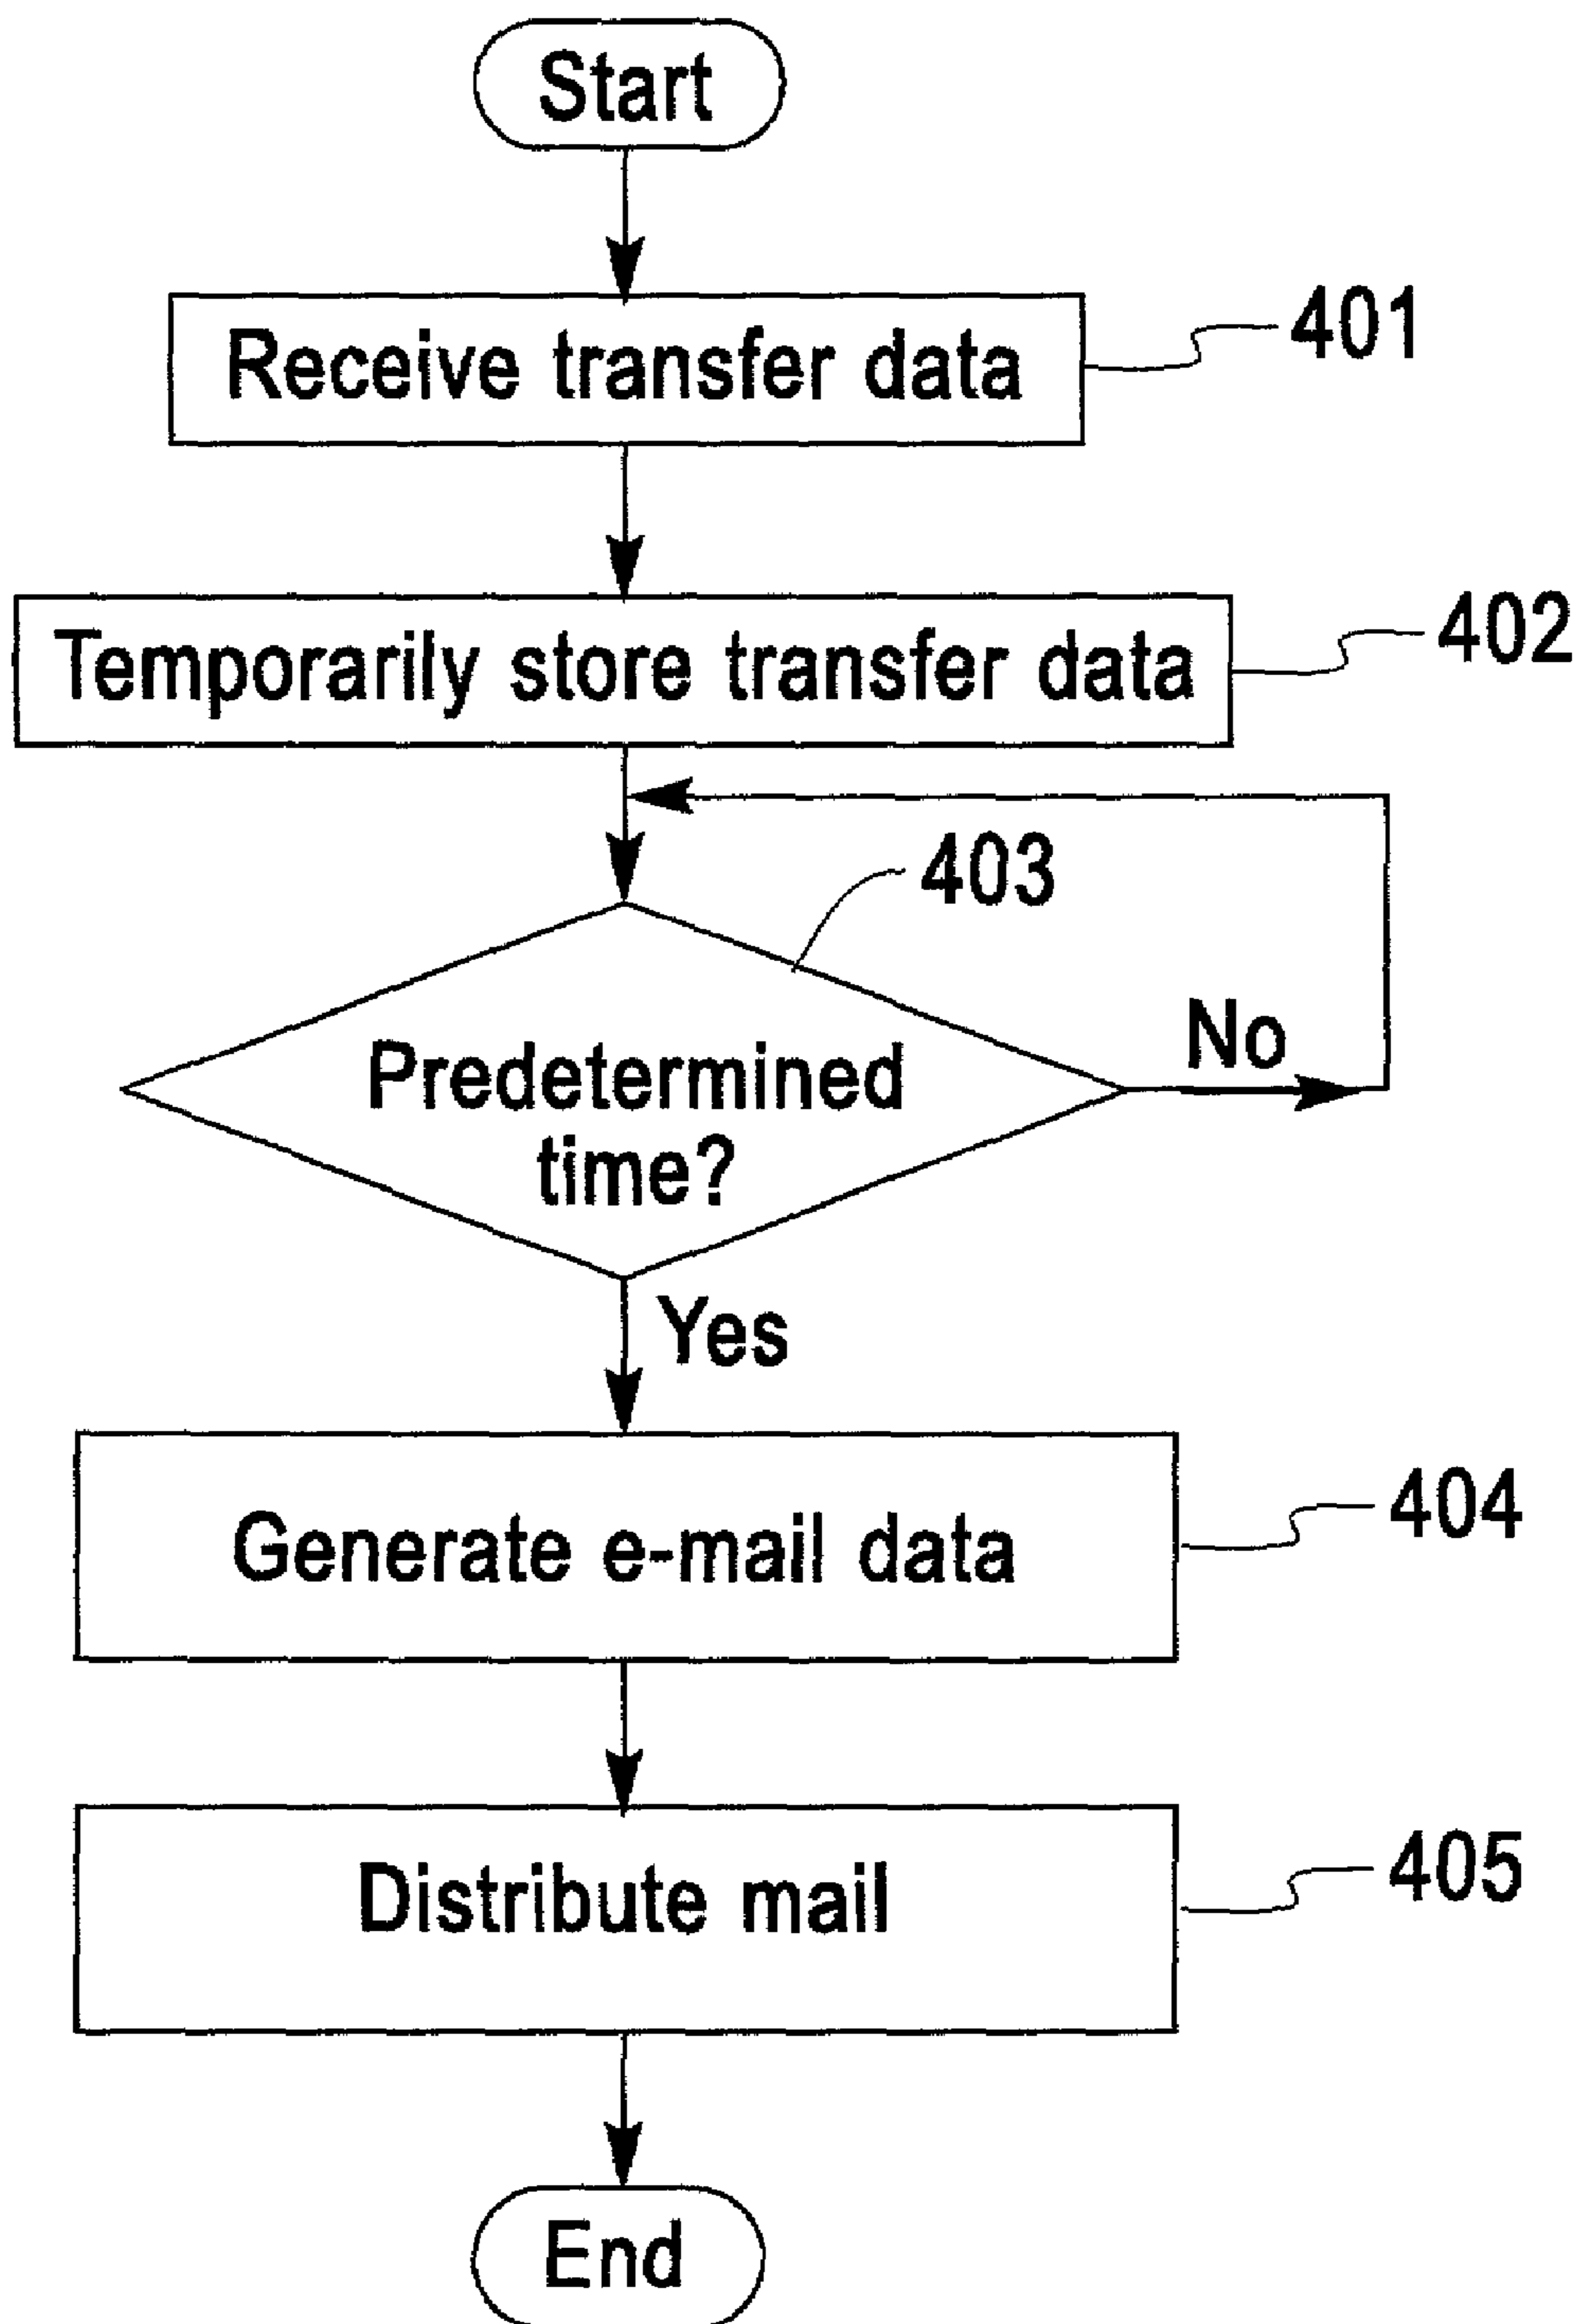 Start
Receive transfer data
401
Temporarily store transfer data
402
403
Predetermined
time?
No
Yes
Generate e-mail data
404
Distribute mail
405
End